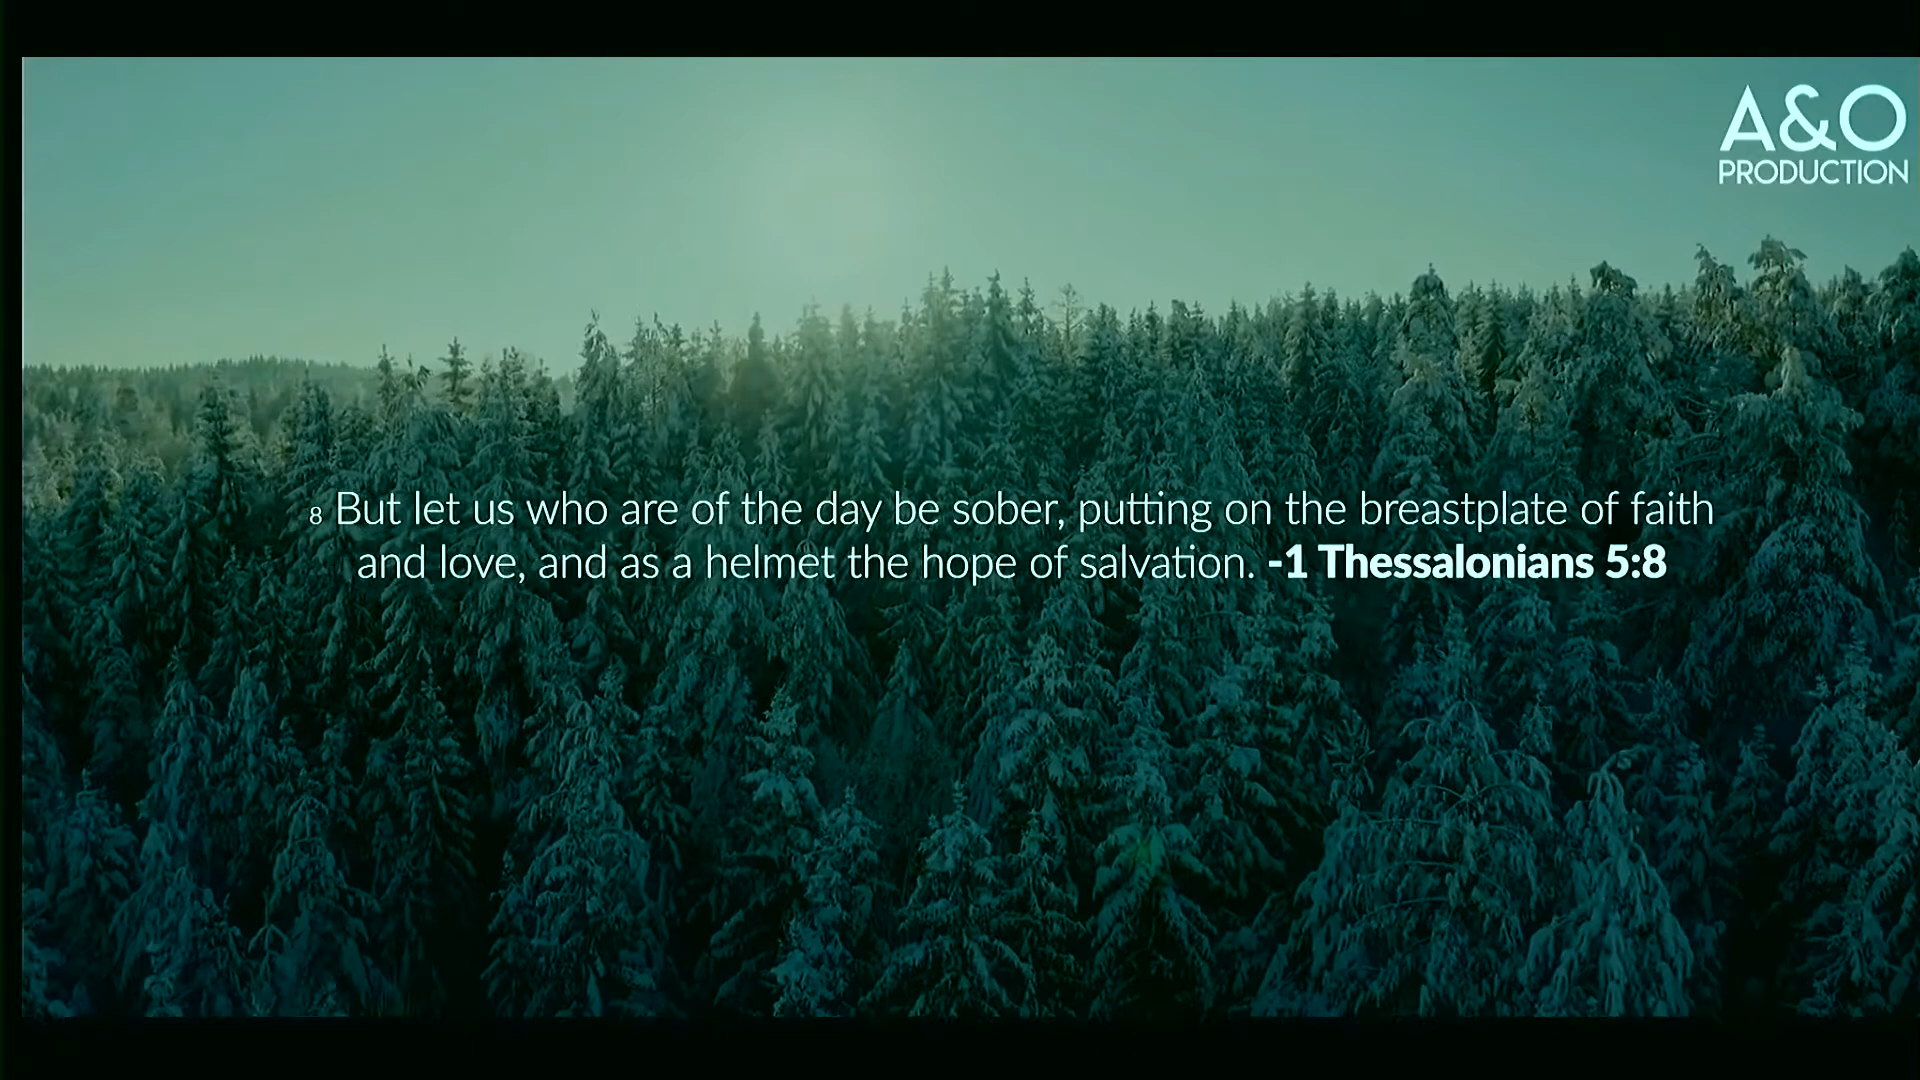 A&O
PRODUCTION
8 But let us who are of the day be sober, putting on the breastplate of faith
and love, and as a helmet the hope of salvation. -1 Thessalonians 5:8